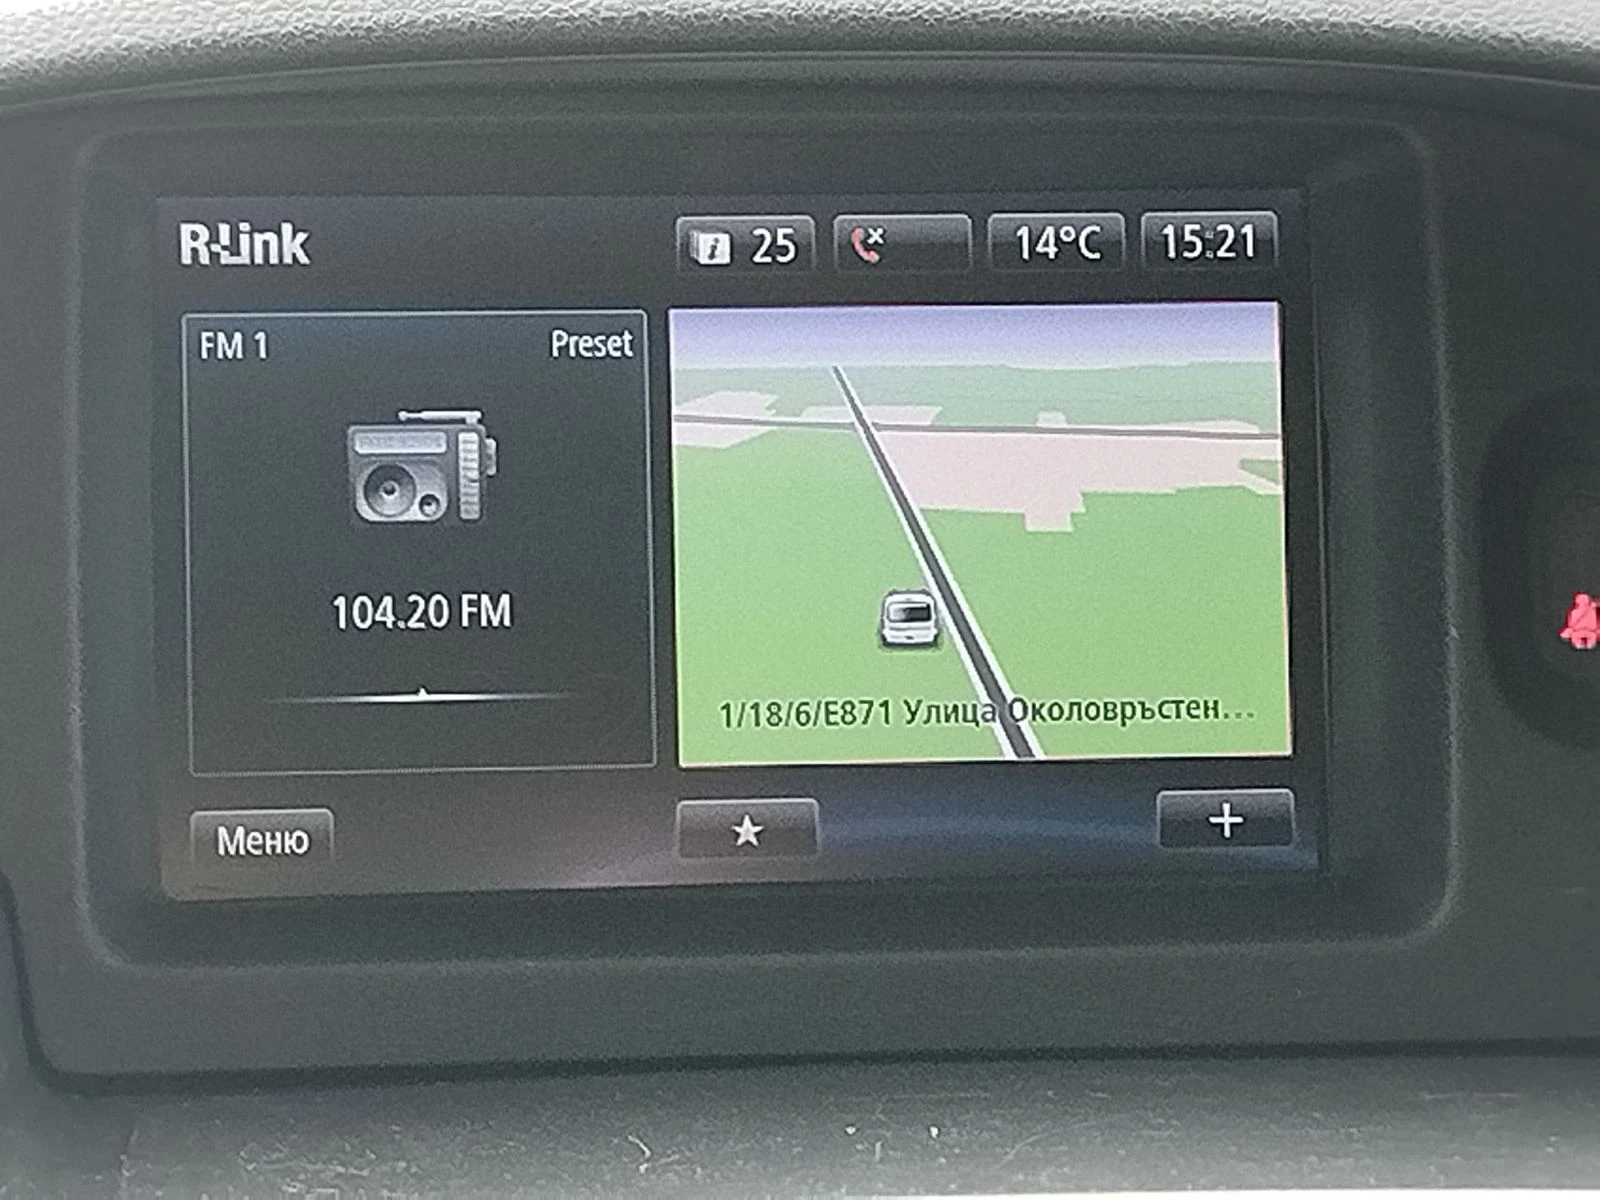 R-Link
25
14°C
15:21
FM 1
Preset
104.20 FM
1/18/6/E871 Улица Околовръстен...
Меню